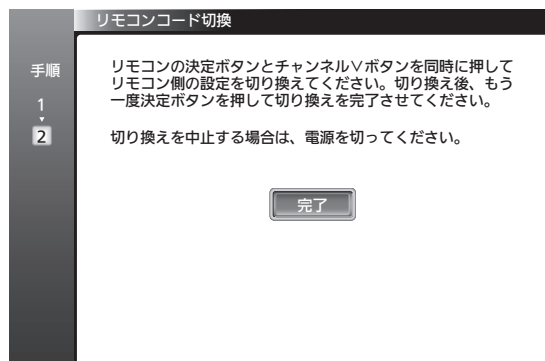 リモコンコード切換
手順
1
2
リモコンの決定ボタンとチャンネル∨ボタンを同時に押して
リモコン側の設定を切り換えてください。切り換え後、もう
一度決定ボタンを押して切り換えを完了させてください。
切り換えを中止する場合は、電源を切ってください。
完了